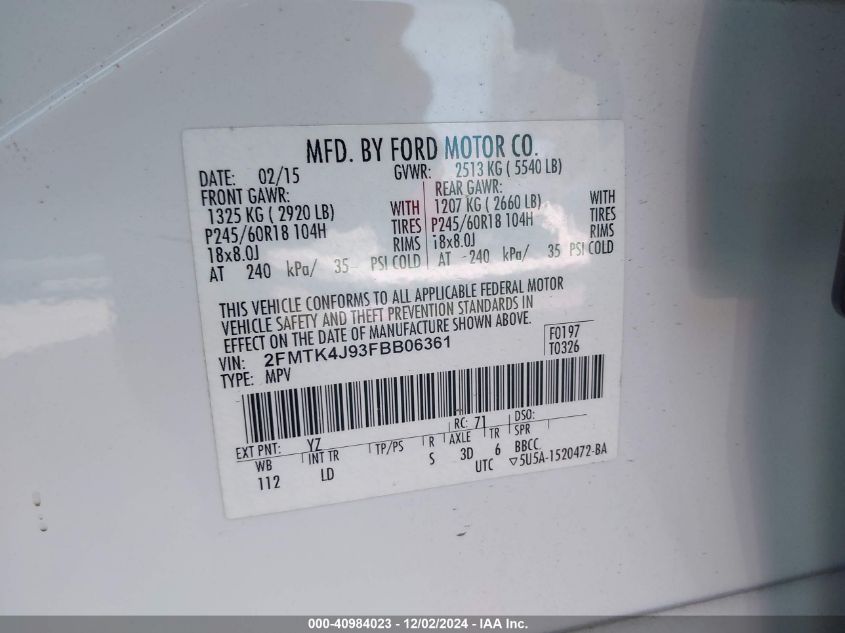 MFD. BY FORD MOTOR CO.
DATE: 02/15 GVWR: 2513 KG ( 5540 LB)
FRONT GAWR: REAR GAWR:
1325 KG ( 2920 LB) WITH 1207 KG ( 2660 LB) WITH
P245/60R18 104H TIRES P245/60R18 104H TIRES
18x8.0J RIMS 18x8.0J RIMS
AT 240 kPa/ 35 PSI COLD AT 240 kPa/ 35 PSI COLD
THIS VEHICLE CONFORMS TO ALL APPLICABLE FEDERAL MOTOR
VEHICLE SAFETY AND THEFT PREVENTION STANDARDS IN
EFFECT ON THE DATE OF MANUFACTURE SHOWN ABOVE.
VIN: 2FMTK4J93FBB06361 F0197
TYPE: MPV T0326
EXT PNT: YZ RC: 71 DSO:
WB INT TR TP/PS R AXLE TR SPR
112 LD S 3D 6 BBCC
UTC ▽5U5A-1520472-BA
000-40984023 - 12/02/2024 - IAA Inc.